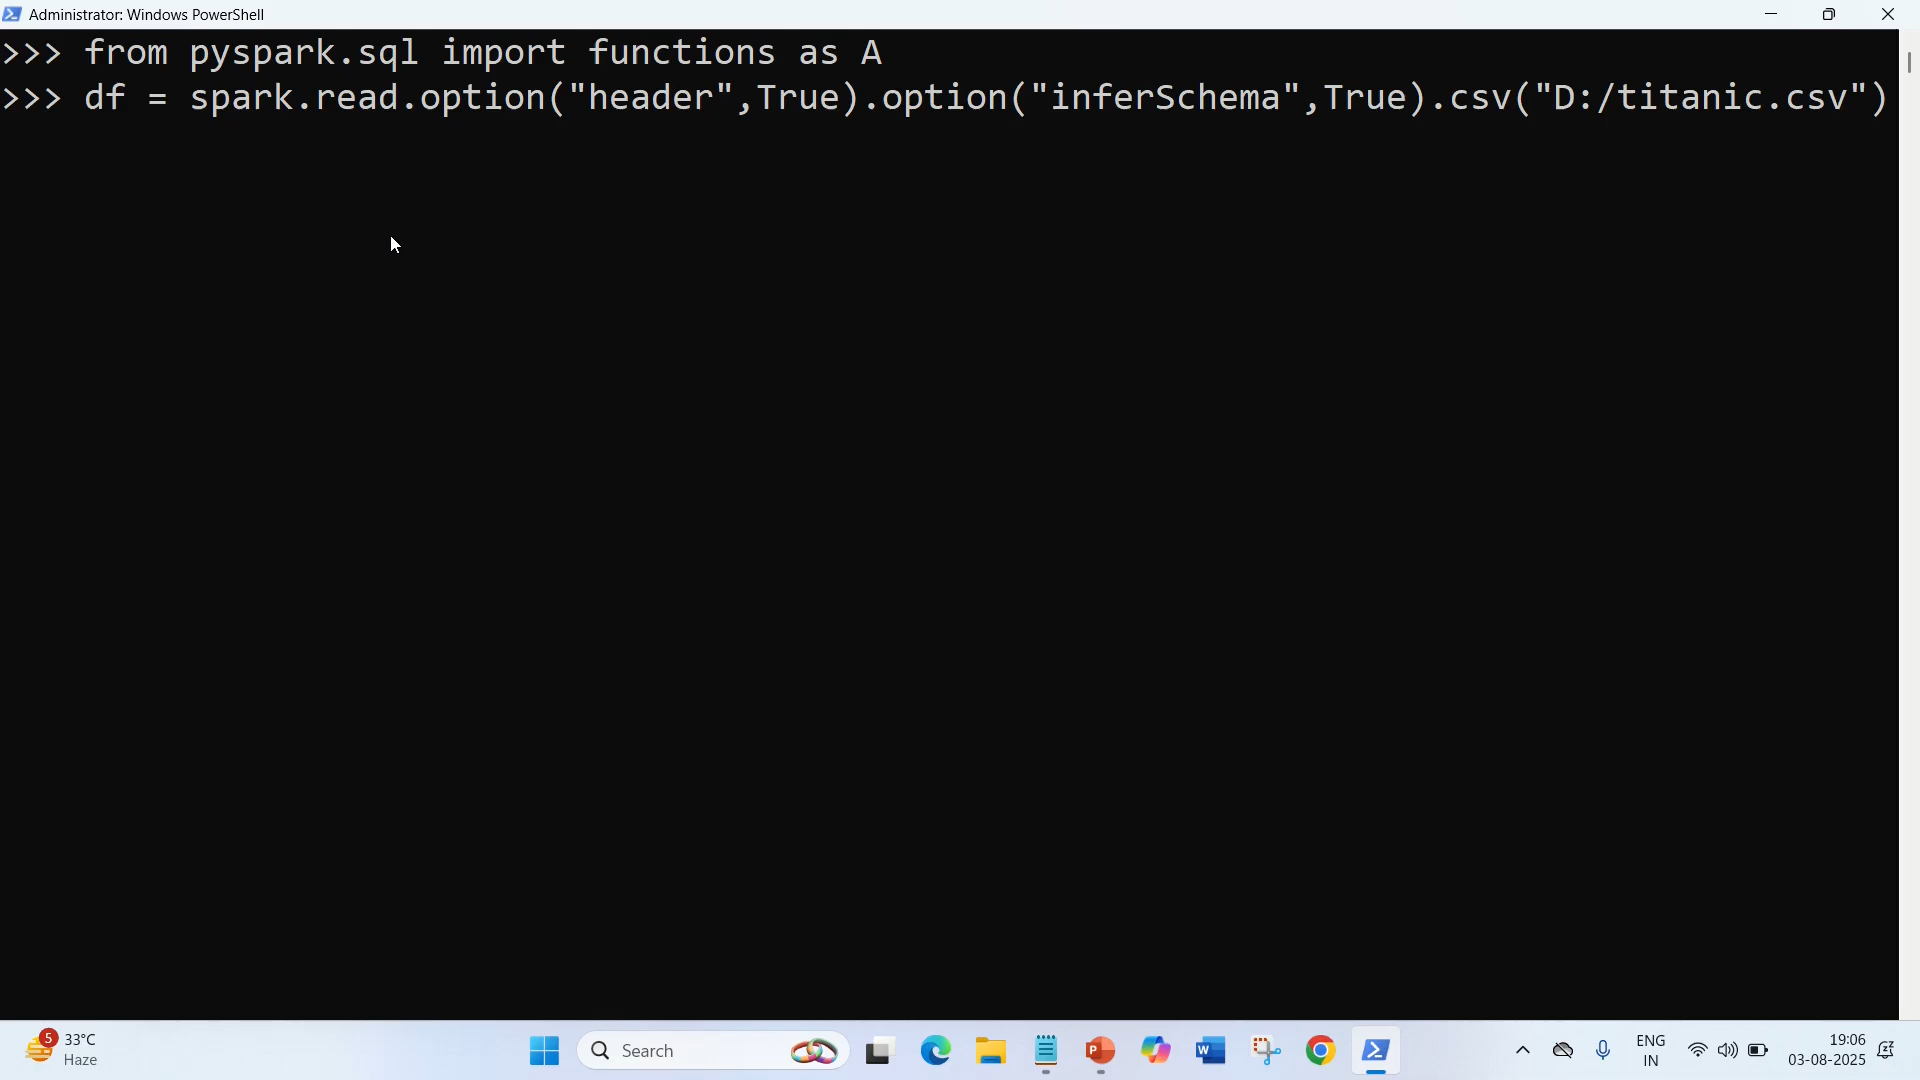 Administrator: Windows PowerShell
>>> from pyspark.sql import functions as A
>>> df = spark.read.option("header",True).option("inferSchema",True).csv("D:/titanic.csv")
5
33°C
Haze
Search
ENG
IN
19:06
03-08-2025